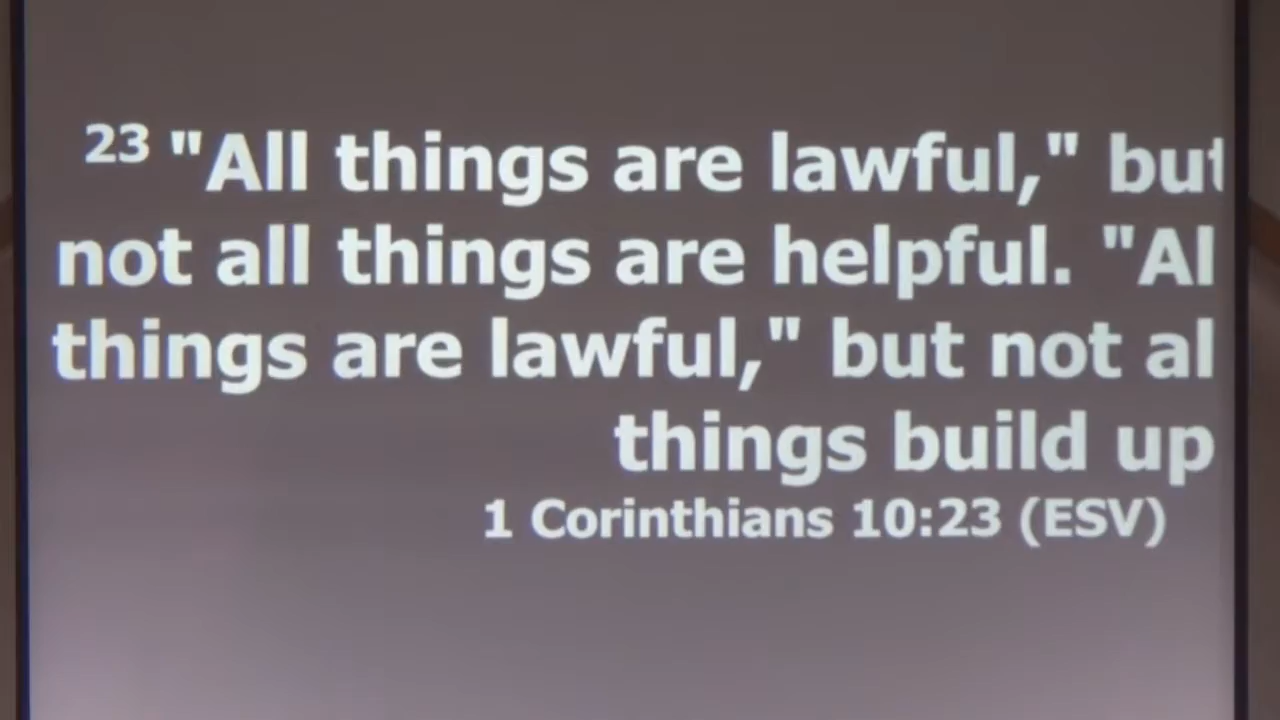 23 "All things are lawful," but
not all things are helpful. "Al
things are lawful," but not al
things build up
1 Corinthians 10:23 (ESV)